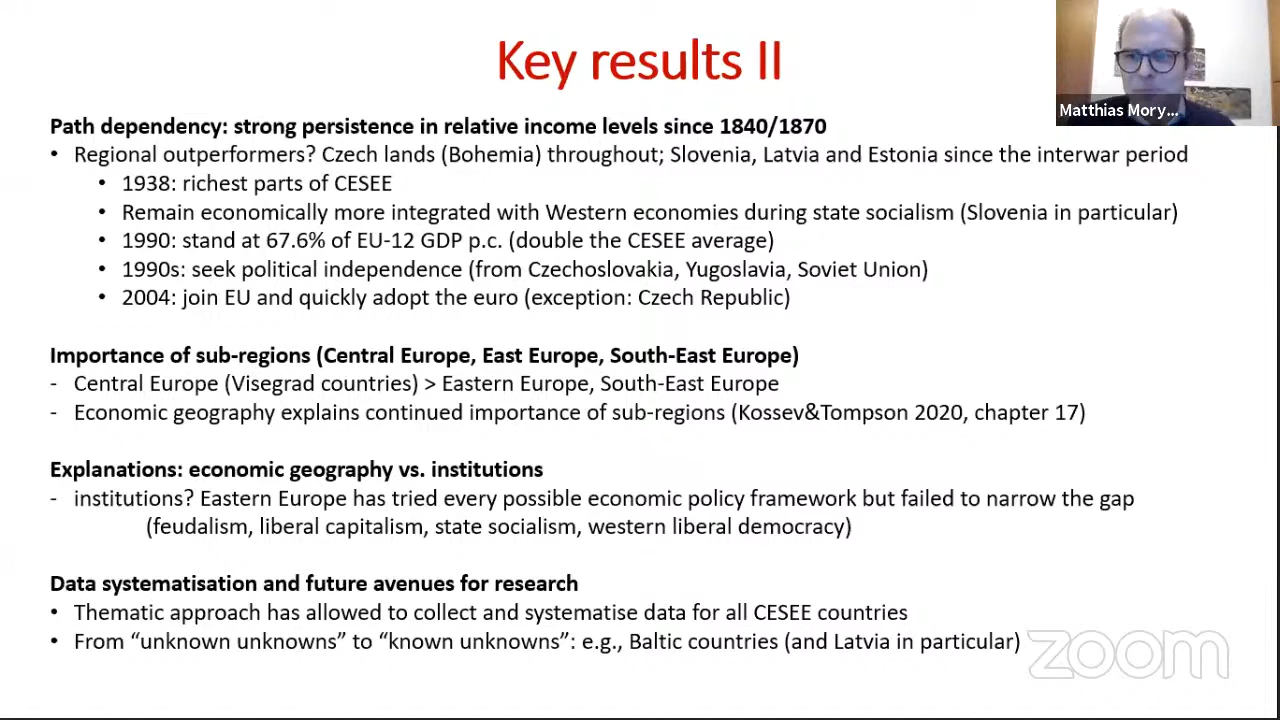 Key results II
Matthias Mory...
Path dependency: strong persistence in relative income levels since 1840/1870
• Regional outperformers? Czech lands (Bohemia) throughout; Slovenia, Latvia and Estonia since the interwar period
• 1938: richest parts of CESEE
• Remain economically more integrated with Western economies during state socialism (Slovenia in particular)
• 1990: stand at 67.6% of EU-12 GDP p.c. (double the CESEE average)
• 1990s: seek political independence (from Czechoslovakia, Yugoslavia, Soviet Union)
• 2004: join EU and quickly adopt the euro (exception: Czech Republic)
Importance of sub-regions (Central Europe, East Europe, South-East Europe)
- Central Europe (Visegrad countries) > Eastern Europe, South-East Europe
- Economic geography explains continued importance of sub-regions (Kossev&Tompson 2020, chapter 17)
Explanations: economic geography vs. institutions
- institutions? Eastern Europe has tried every possible economic policy framework but failed to narrow the gap
(feudalism, liberal capitalism, state socialism, western liberal democracy)
Data systematisation and future avenues for research
• Thematic approach has allowed to collect and systematise data for all CESEE countries
• From “unknown unknowns” to “known unknowns”: e.g., Baltic countries (and Latvia in particular)
zoom